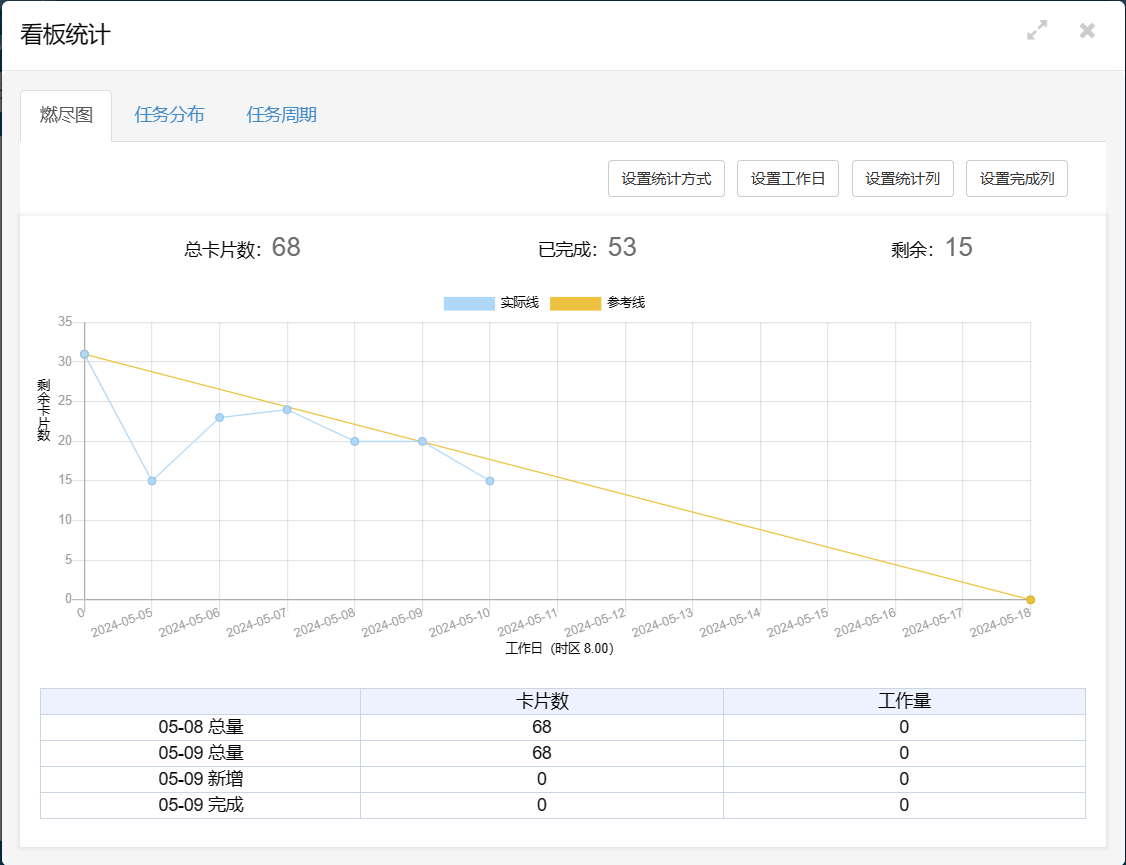 看板统计
燃尽图 任务分布 任务周期
设置统计方式 设置工作日 设置统计列 设置完成列
总卡片数: 68 已完成: 53 剩余: 15
实际线 参考线
剩余卡片数
35
30
25
20
15
10
5
0
0 2024-05-05 2024-05-06 2024-05-07 2024-05-08 2024-05-09 2024-05-10 2024-05-11 2024-05-12 2024-05-13 2024-05-14 2024-05-15 2024-05-16 2024-05-17 2024-05-18
工作日（时区 8.00）
卡片数 工作量
05-08 总量 68 0
05-09 总量 68 0
05-09 新增 0 0
05-09 完成 0 0